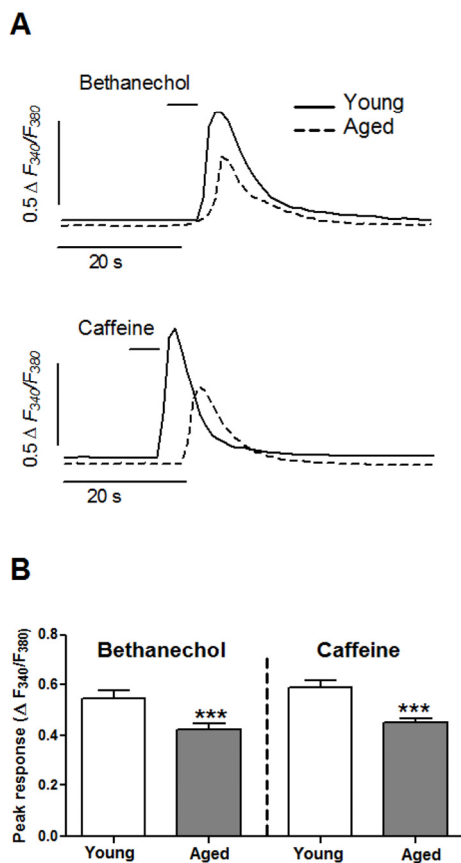 A
Bethanechol
Young
Aged
0.5 Δ F340/F380
20 s
Caffeine
0.5 Δ F340/F380
20 s
B
Peak response (Δ F340/F380)
0.8
0.6
0.4
0.2
0.0
Bethanechol Caffeine
*** ***
Young Aged Young Aged